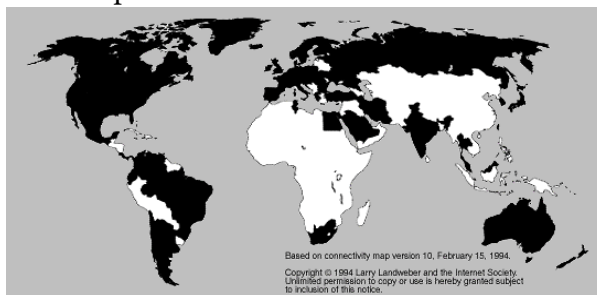 Based on connectivity map version 10, February 15, 1994.
Copyright © 1994 Larry Landweber and the Internet Society.
Unlimited permission to copy or use is hereby granted subject
to inclusion of this notice.